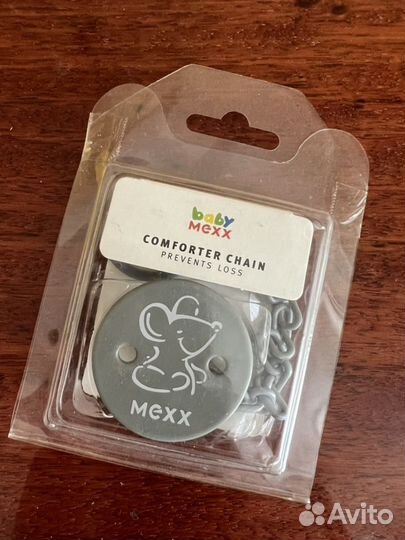 baby
mexx
COMFORTER CHAIN
PREVENTS LOSS
mexx
Avito